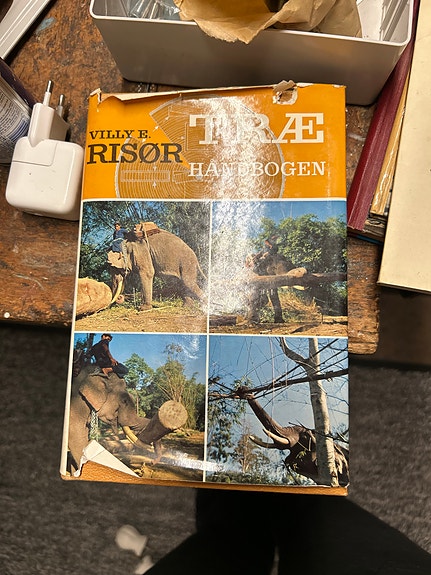 VILLY E.
RISØR
TRÆ
HÅNDBOGEN